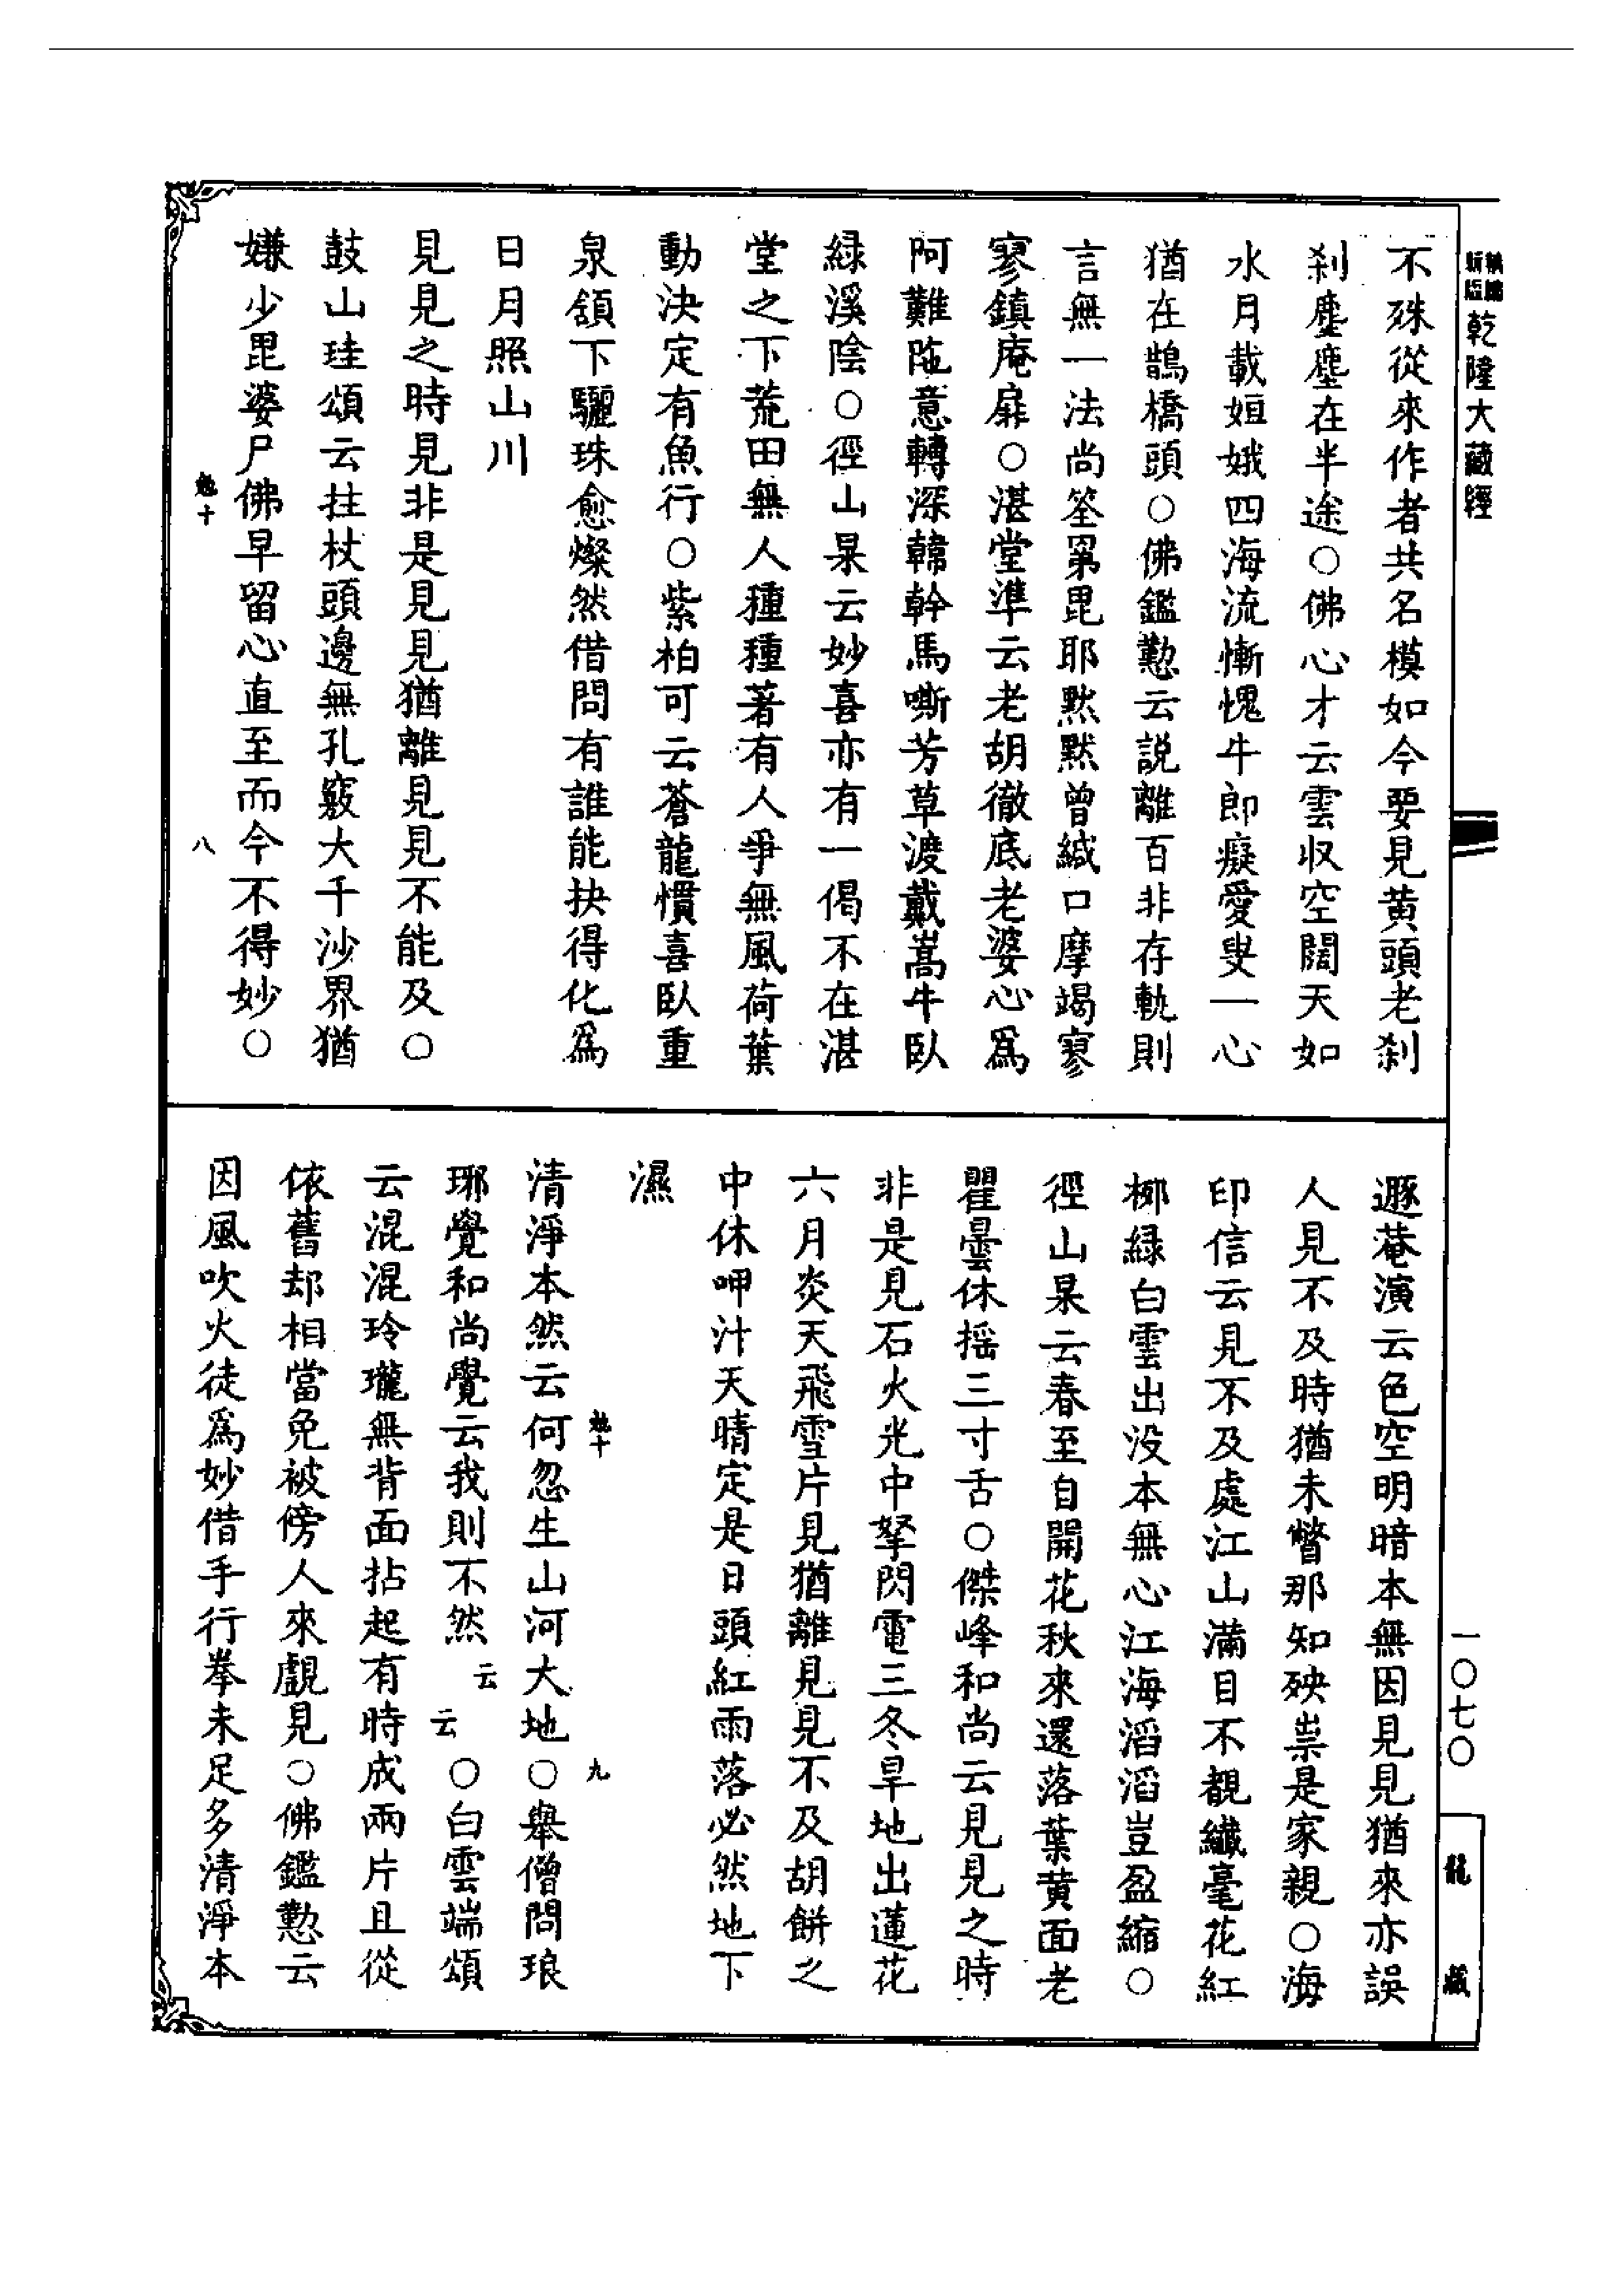 乾隆大藏經
不殊從來作者共名模如今要見黄頭老刹
刹塵塵在半途○佛心才云雲収空闊天如
水月載姮娥四海流慚愧牛郎癡愛叟一心
猶在鵲橋頭○佛鑑懃云説離百非存軌則
言無一法尚筌罤毘耶黙黙曾緘口摩竭寥
寥鎮庵扉○湛堂準云老胡徹底老婆心爲
阿難陁意轉深韓幹馬嘶芳草渡戴嵩牛臥
緑溪陰○徑山杲云妙喜亦有一偈不在湛
堂之下荒田無人種種著有人爭無風荷葉
動決定有魚行○紫柏可云蒼龍慣喜臥重
泉頷下驪珠愈燦然借問有誰能抉得化爲
日月照山川
見見之時見非是見見猶離見見不能及○
鼓山珪頌云拄杖頭邊無孔竅大千沙界猶
嫌少毘婆尸佛早留心直至而今不得妙○
勉十
八
遯菴演云色空明暗本無因見見猶來亦誤
人見不及時猶未瞥那知殃祟是家親○海
印信云見不及處江山滿目不覩纖毫花紅
柳緑白雲出没本無心江海滔滔豈盈縮○
徑山杲云春至自開花秋來還落葉黄面老
瞿曇休摇三寸舌○傑峰和尚云見見之時
非是見石火光中拏閃電三冬旱地出蓮花
六月炎天飛雪片見猶離見見不及胡餅之
中休呷汁天晴定是日頭紅雨落必然地下
濕
勉十
九
清淨本然云何忽生山河大地○舉僧問琅
琊覺和尚覺云我則不然云云○白雲端頌
云混混玲瓏無背面拈起有時成兩片且從
依舊却相當免被傍人來覰見○佛鑑懃云
因風吹火徒爲妙借手行拳未足多清淨本
一〇七〇
龍藏